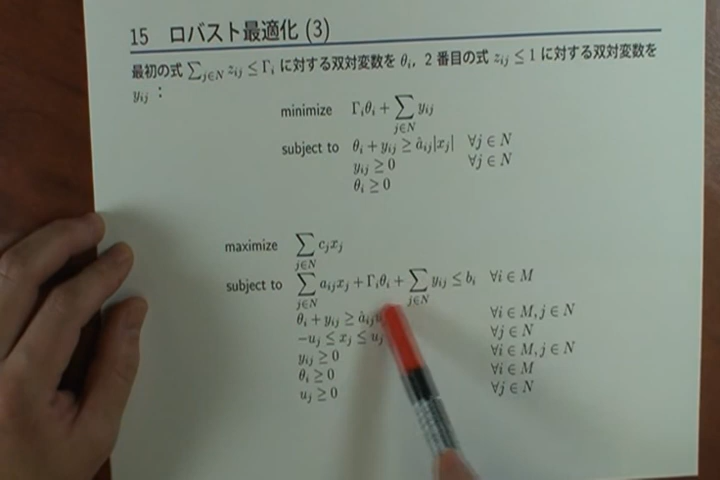 15 ロバスト最適化 (3)
最初の式 ∑_{j∈N} z_{ij} ≤ Γ_i に対する双対変数を θ_i, 2 番目の式 z_{ij} ≤ 1 に対する双対変数を
y_{ij} :
minimize Γ_iθ_i + ∑_{j∈N} y_{ij}
subject to θ_i + y_{ij} ≥ â_{ij}|x_j| ∀j ∈ N
y_{ij} ≥ 0 ∀j ∈ N
θ_i ≥ 0
maximize ∑_{j∈N} c_jx_j
subject to ∑_{j∈N} a_{ij}x_j + Γ_iθ_i + ∑_{j∈N} y_{ij} ≤ b_i ∀i ∈ M
θ_i + y_{ij} ≥ â_{ij}u ∀i ∈ M, j ∈ N
−u_j ≤ x_j ≤ u_j ∀j ∈ N
y_{ij} ≥ 0 ∀i ∈ M, j ∈ N
θ_i ≥ 0 ∀i ∈ M
u_j ≥ 0 ∀j ∈ N